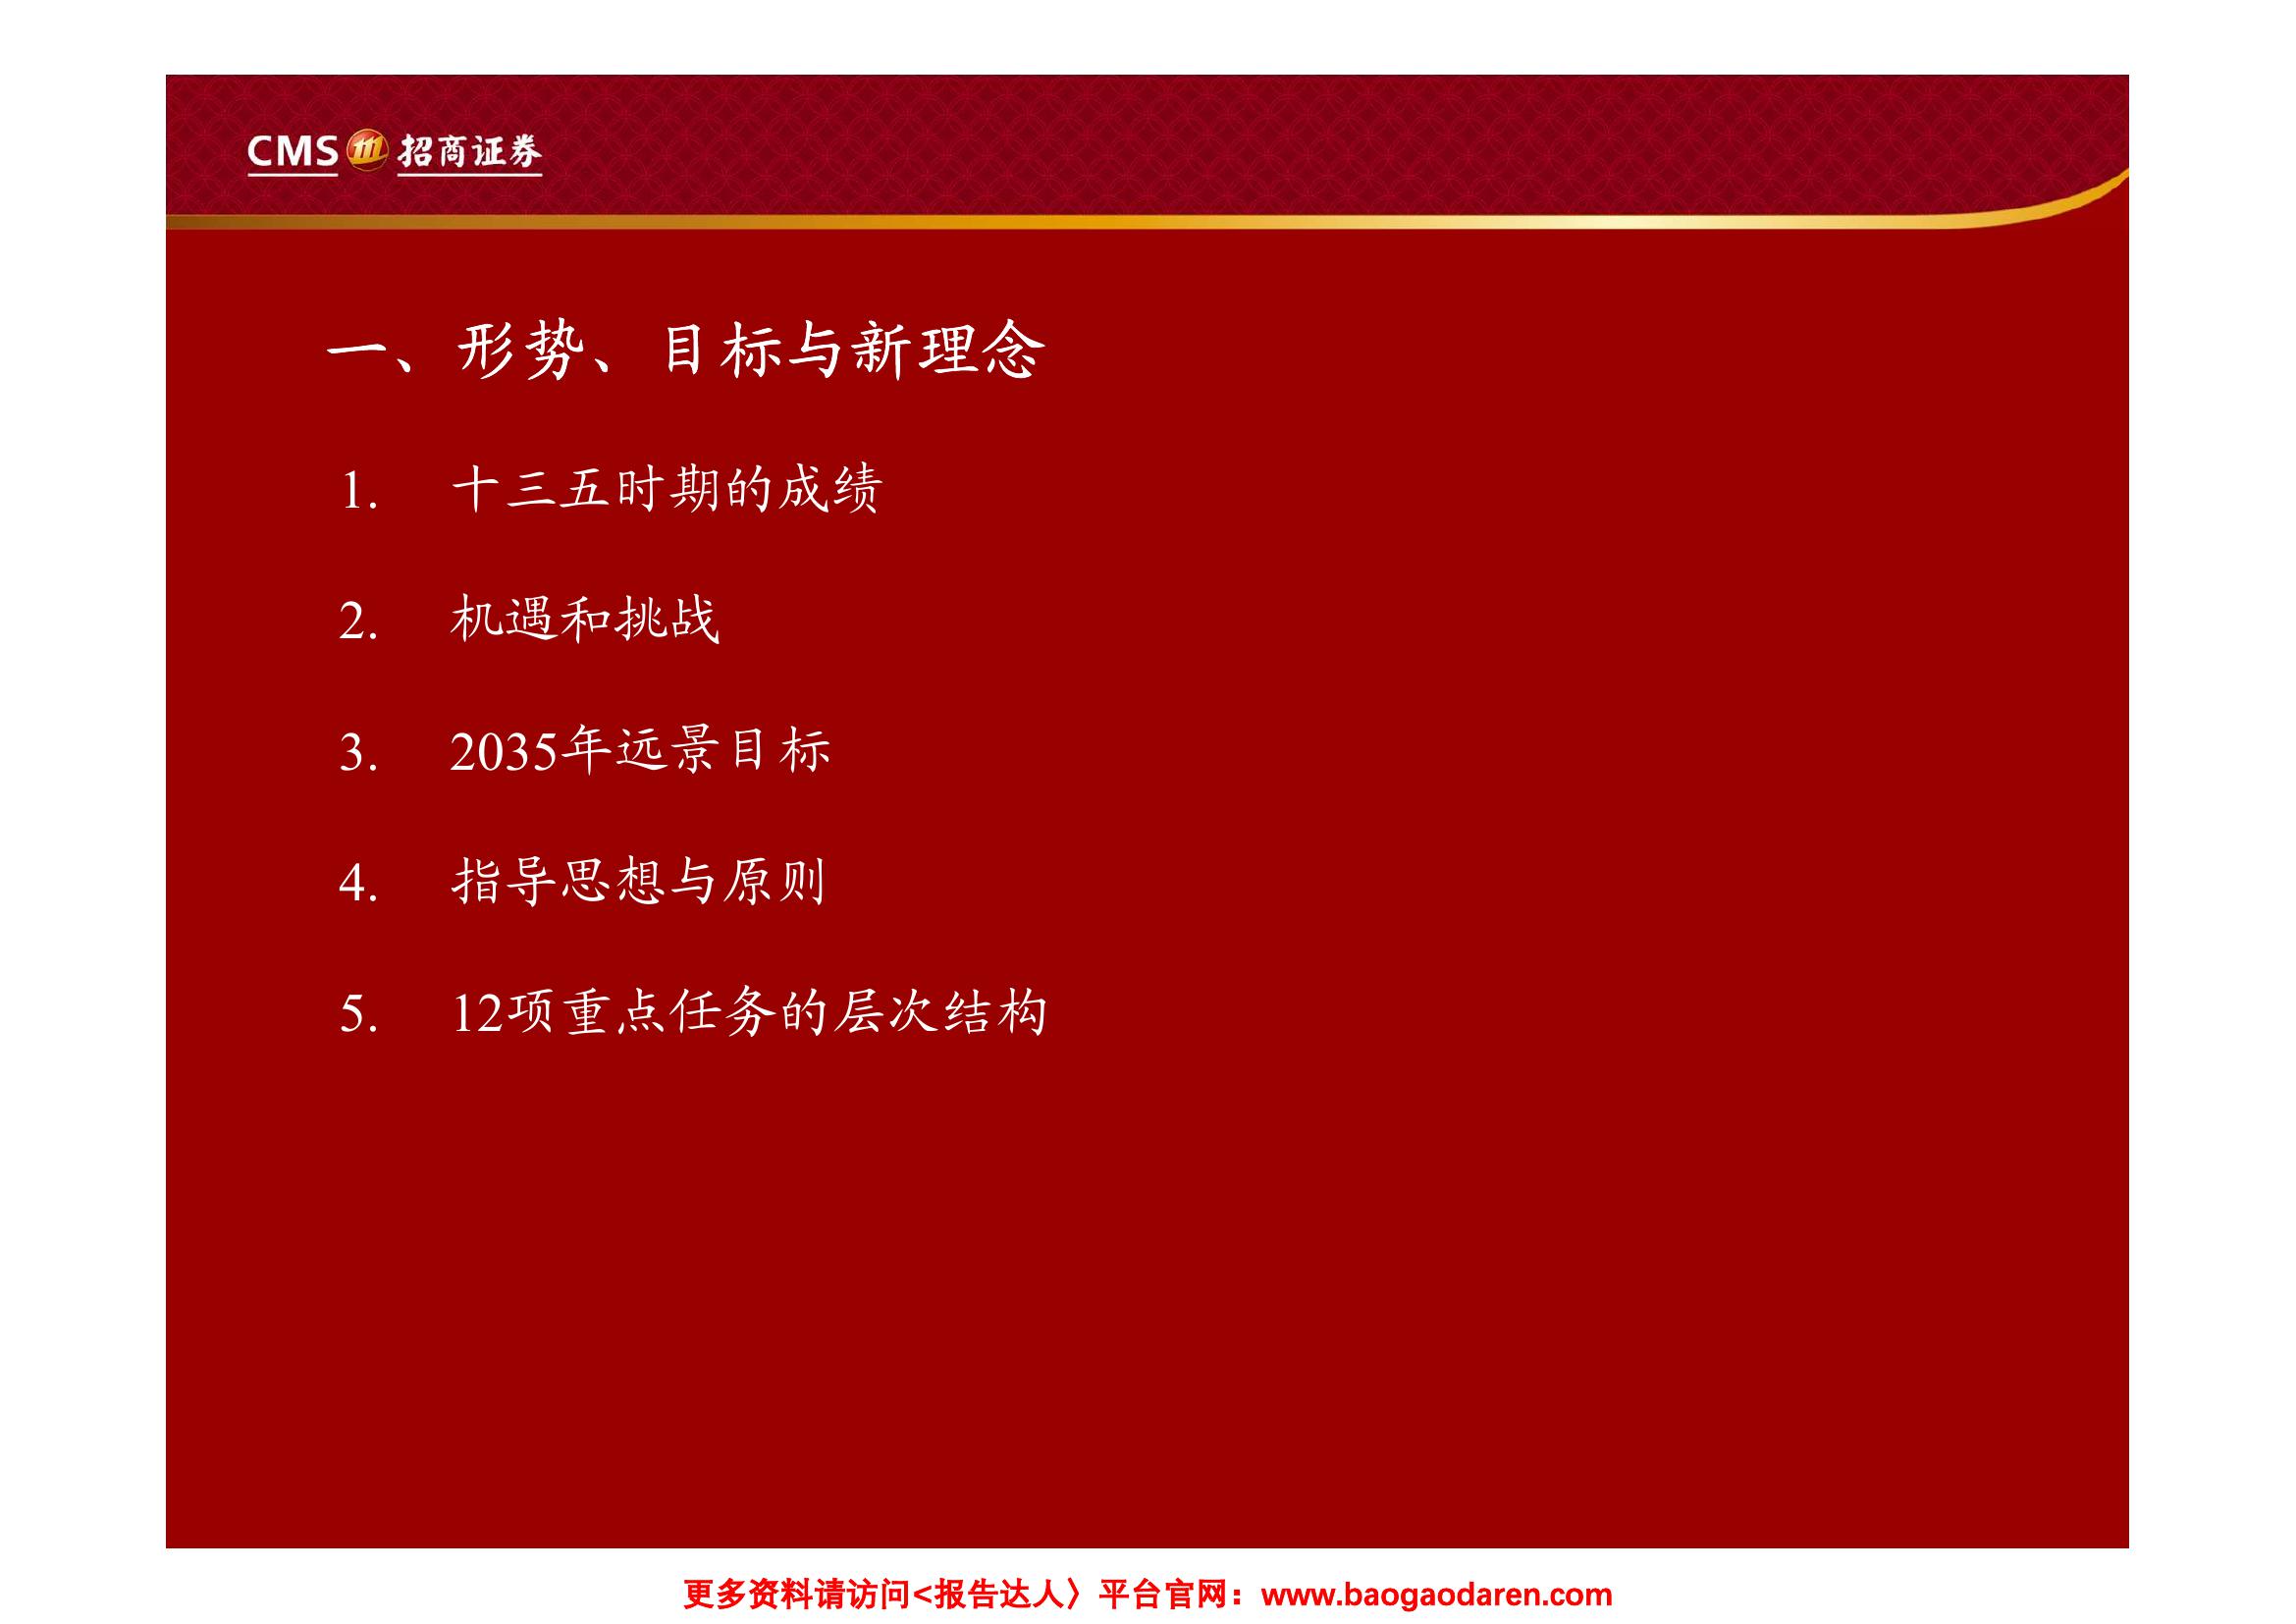 CMS 招商证券
一、形势、目标与新理念
1. 十三五时期的成绩
2. 机遇和挑战
3. 2035年远景目标
4. 指导思想与原则
5. 12项重点任务的层次结构
更多资料请访问<报告达人〉平台官网：www.baogaodaren.com